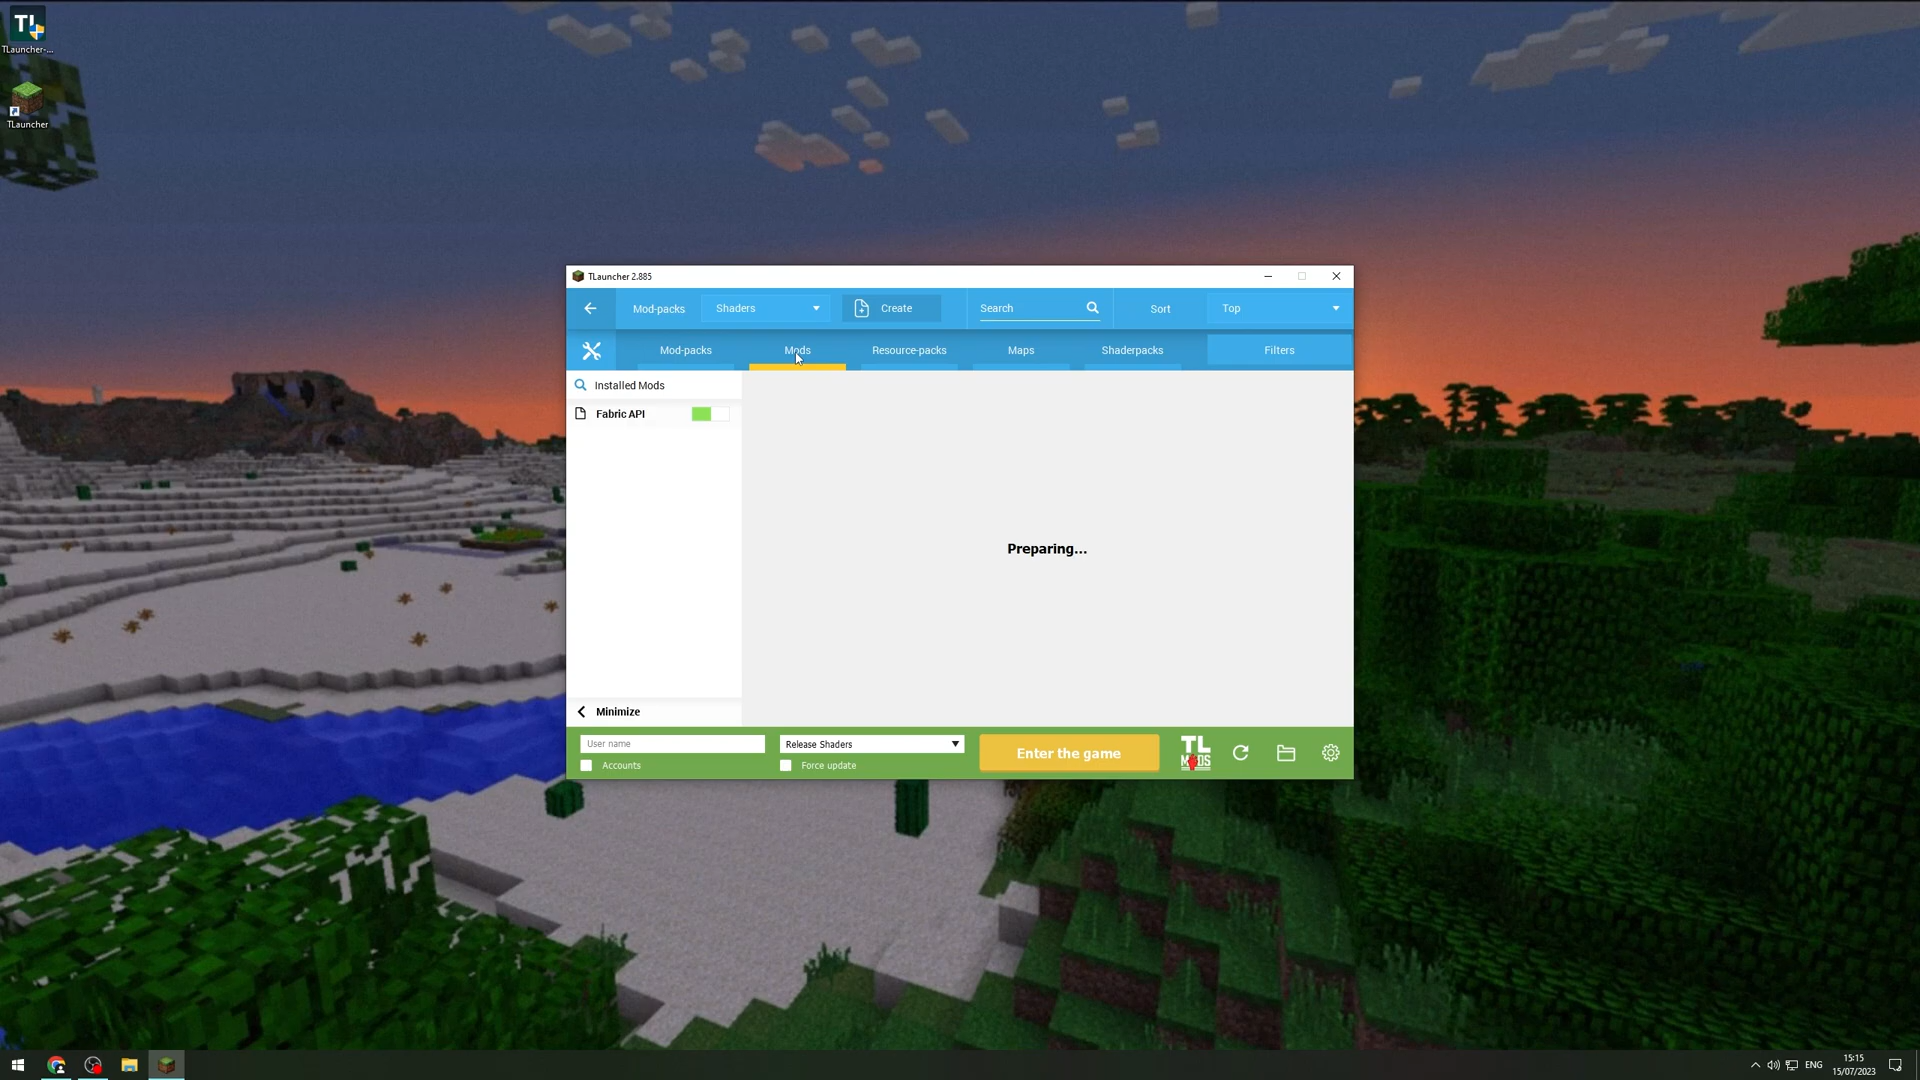 TL
TLauncher-...
TLauncher
TLauncher 2.885
Mod-packs
Shaders
Create
Search
Sort
Top
Mod-packs
Mods
Resource-packs
Maps
Shaderpacks
Filters
Installed Mods
Fabric API
Preparing...
Minimize
User name
Release Shaders
Enter the game
TL
MODS
Accounts
Force update
ENG
15:15
15/07/2023